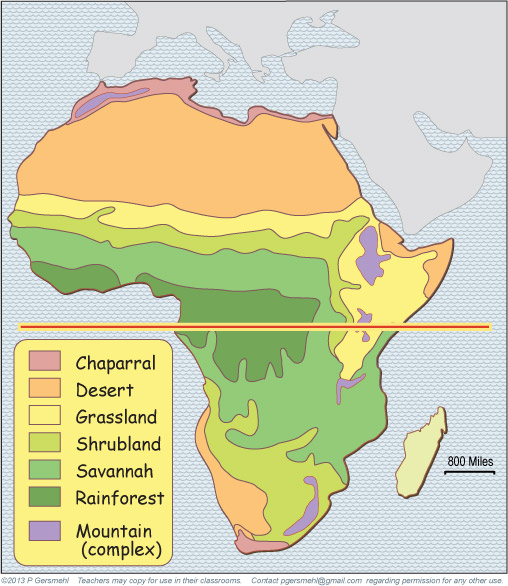 Chaparral
Desert
Grassland
Shrubland
Savannah
Rainforest
Mountain
(complex)
800 Miles
©2013 P Gersmehl Teachers may copy for use in their classrooms. Contact pgersmehl@gmail.com regarding permission for any other use.